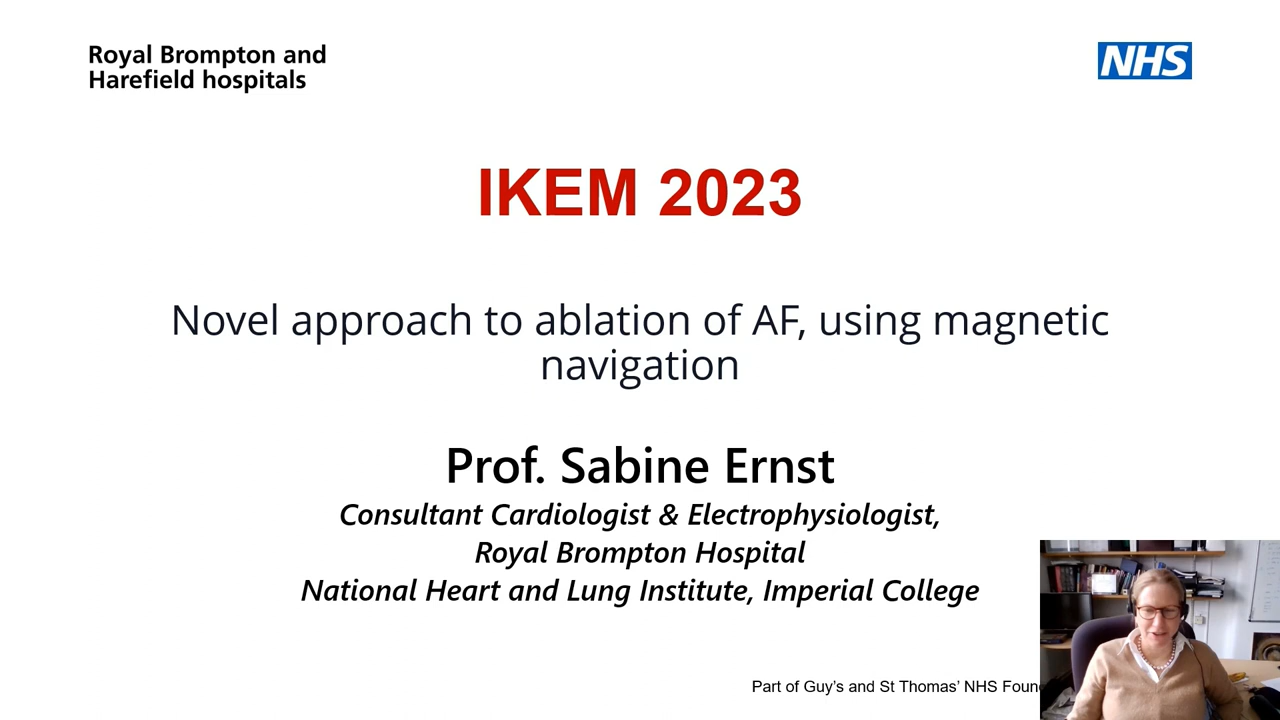 Royal Brompton and
Harefield hospitals
NHS
IKEM 2023
Novel approach to ablation of AF, using magnetic
navigation
Prof. Sabine Ernst
Consultant Cardiologist & Electrophysiologist,
Royal Brompton Hospital
National Heart and Lung Institute, Imperial College
Part of Guy's and St Thomas' NHS